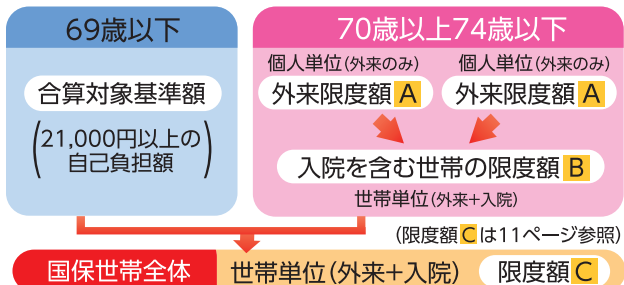 69歳以下
合算対象基準額
(21,000円以上の
自己負担額)
70歳以上74歳以下
個人単位(外来のみ)
個人単位(外来のみ)
外来限度額 A
外来限度額 A
入院を含む世帯の限度額 B
世帯単位(外来+入院)
(限度額 C は11ページ参照)
国保世帯全体
世帯単位(外来+入院)
限度額 C